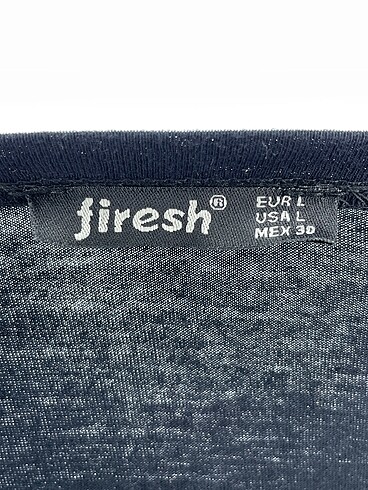 firesh®
EUR L
USA L
MEX 30